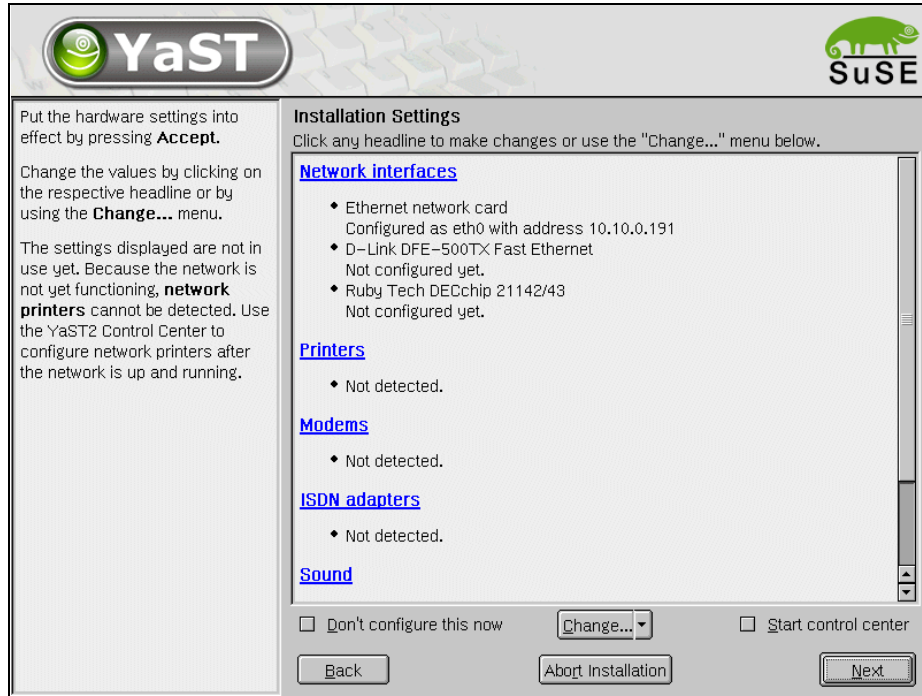 YaST
SuSE
Put the hardware settings into
effect by pressing Accept.
Change the values by clicking on
the respective headline or by
using the Change... menu.
The settings displayed are not in
use yet. Because the network is
not yet functioning, network
printers cannot be detected. Use
the YaST2 Control Center to
configure network printers after
the network is up and running.
Installation Settings
Click any headline to make changes or use the "Change..." menu below.
Network interfaces
Ethernet network card
Configured as eth0 with address 10.10.0.191
D-Link DFE-500TX Fast Ethernet
Not configured yet.
Ruby Tech DECchip 21142/43
Not configured yet.
Printers
Not detected.
Modems
Not detected.
ISDN adapters
Not detected.
Sound
Don't configure this now
Change...
Start control center
Back
Abort Installation
Next